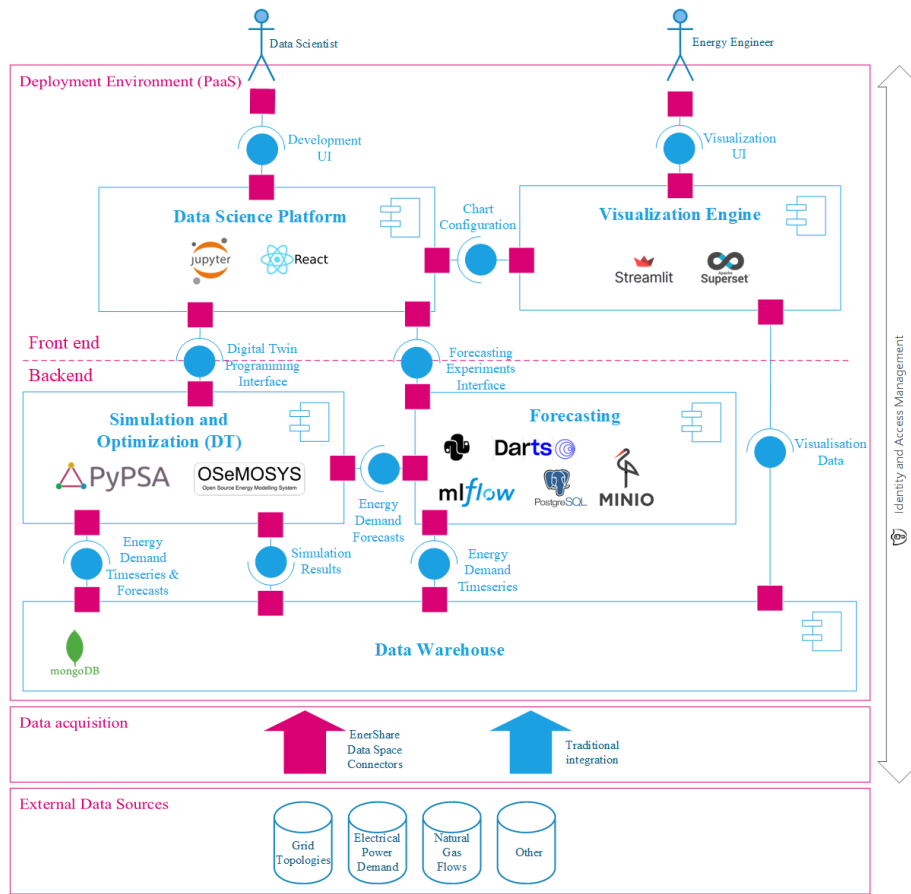 Data Scientist
Energy Engineer
Deployment Environment (PaaS)
Development
UI
Visualization
UI
Data Science Platform
Chart
Configuration
Visualization Engine
jupyter
React
Streamlit
Apache
Superset
Front end
Backend
Digital Twin
Programming
Interface
Forecasting
Experiments
Interface
Identity and Access Management
Simulation and
Optimization (DT)
PyPSA
OSeMOSYS
Open Source Energy Modelling System
Forecasting
Darts
mlflow
PostgreSQL
MINIO
Visualisation
Data
Energy
Demand
Forecasts
Energy
Demand
Timeseries &
Forecasts
Simulation
Results
Energy
Demand
Timeseries
Data Warehouse
mongoDB
Data acquisition
EnerShare
Data Space
Connectors
Traditional
integration
External Data Sources
Grid
Topologies
Electrical
Power
Demand
Natural
Gas
Flows
Other